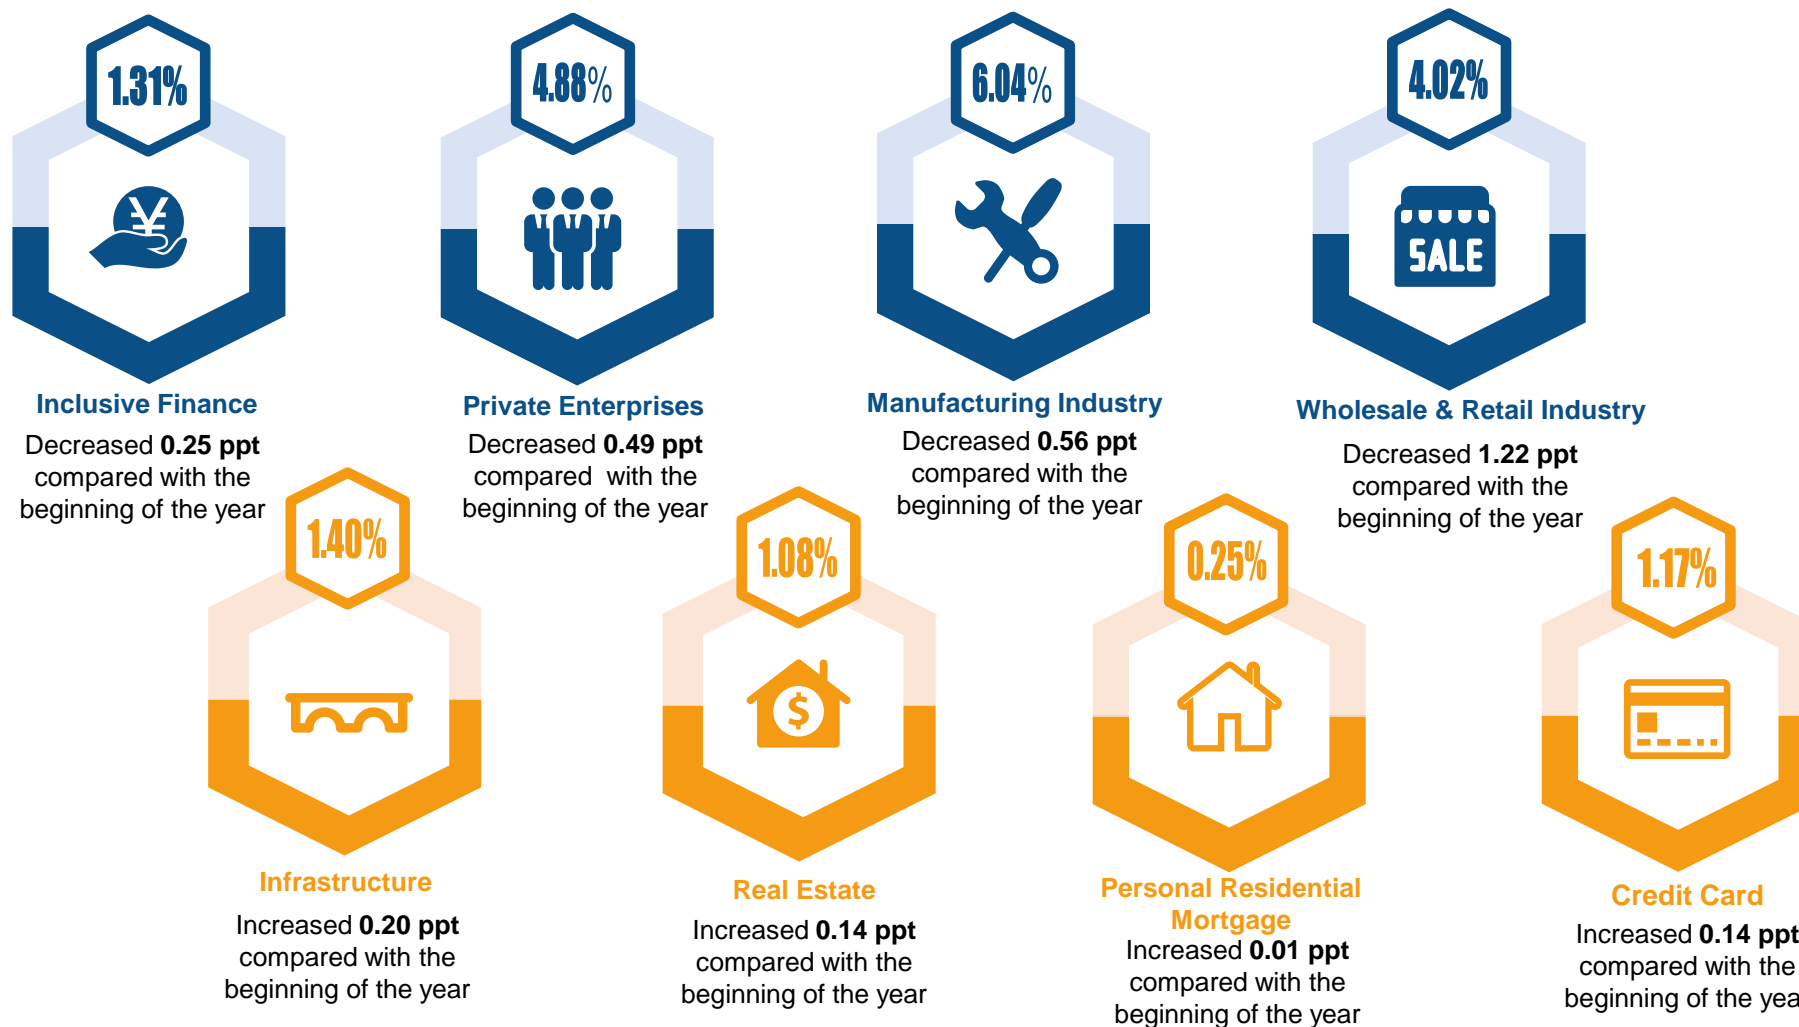 1.31%
4.88%
6.04%
4.02%
¥
SALE
Inclusive Finance
Decreased 0.25 ppt
compared with the
beginning of the year
Private Enterprises
Decreased 0.49 ppt
compared with the
beginning of the year
Manufacturing Industry
Decreased 0.56 ppt
compared with the
beginning of the year
Wholesale & Retail Industry
Decreased 1.22 ppt
compared with the
beginning of the year
1.40%
1.08%
0.25%
1.17%
$
Infrastructure
Increased 0.20 ppt
compared with the
beginning of the year
Real Estate
Increased 0.14 ppt
compared with the
beginning of the year
Personal Residential
Mortgage
Increased 0.01 ppt
compared with the
beginning of the year
Credit Card
Increased 0.14 ppt
compared with the
beginning of the yea